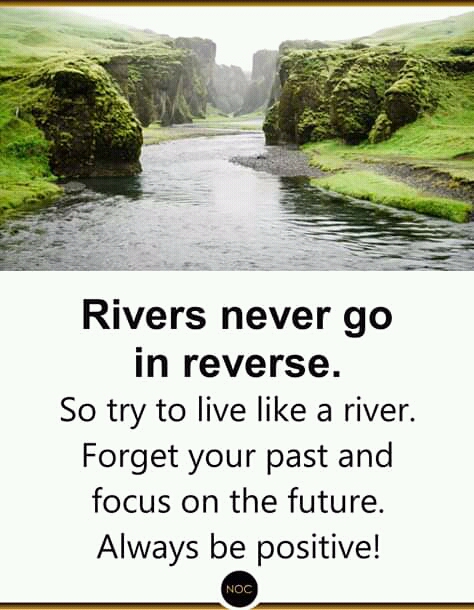 Rivers never go
in reverse.
So try to live like a river.
Forget your past and
focus on the future.
Always be positive!
NOC